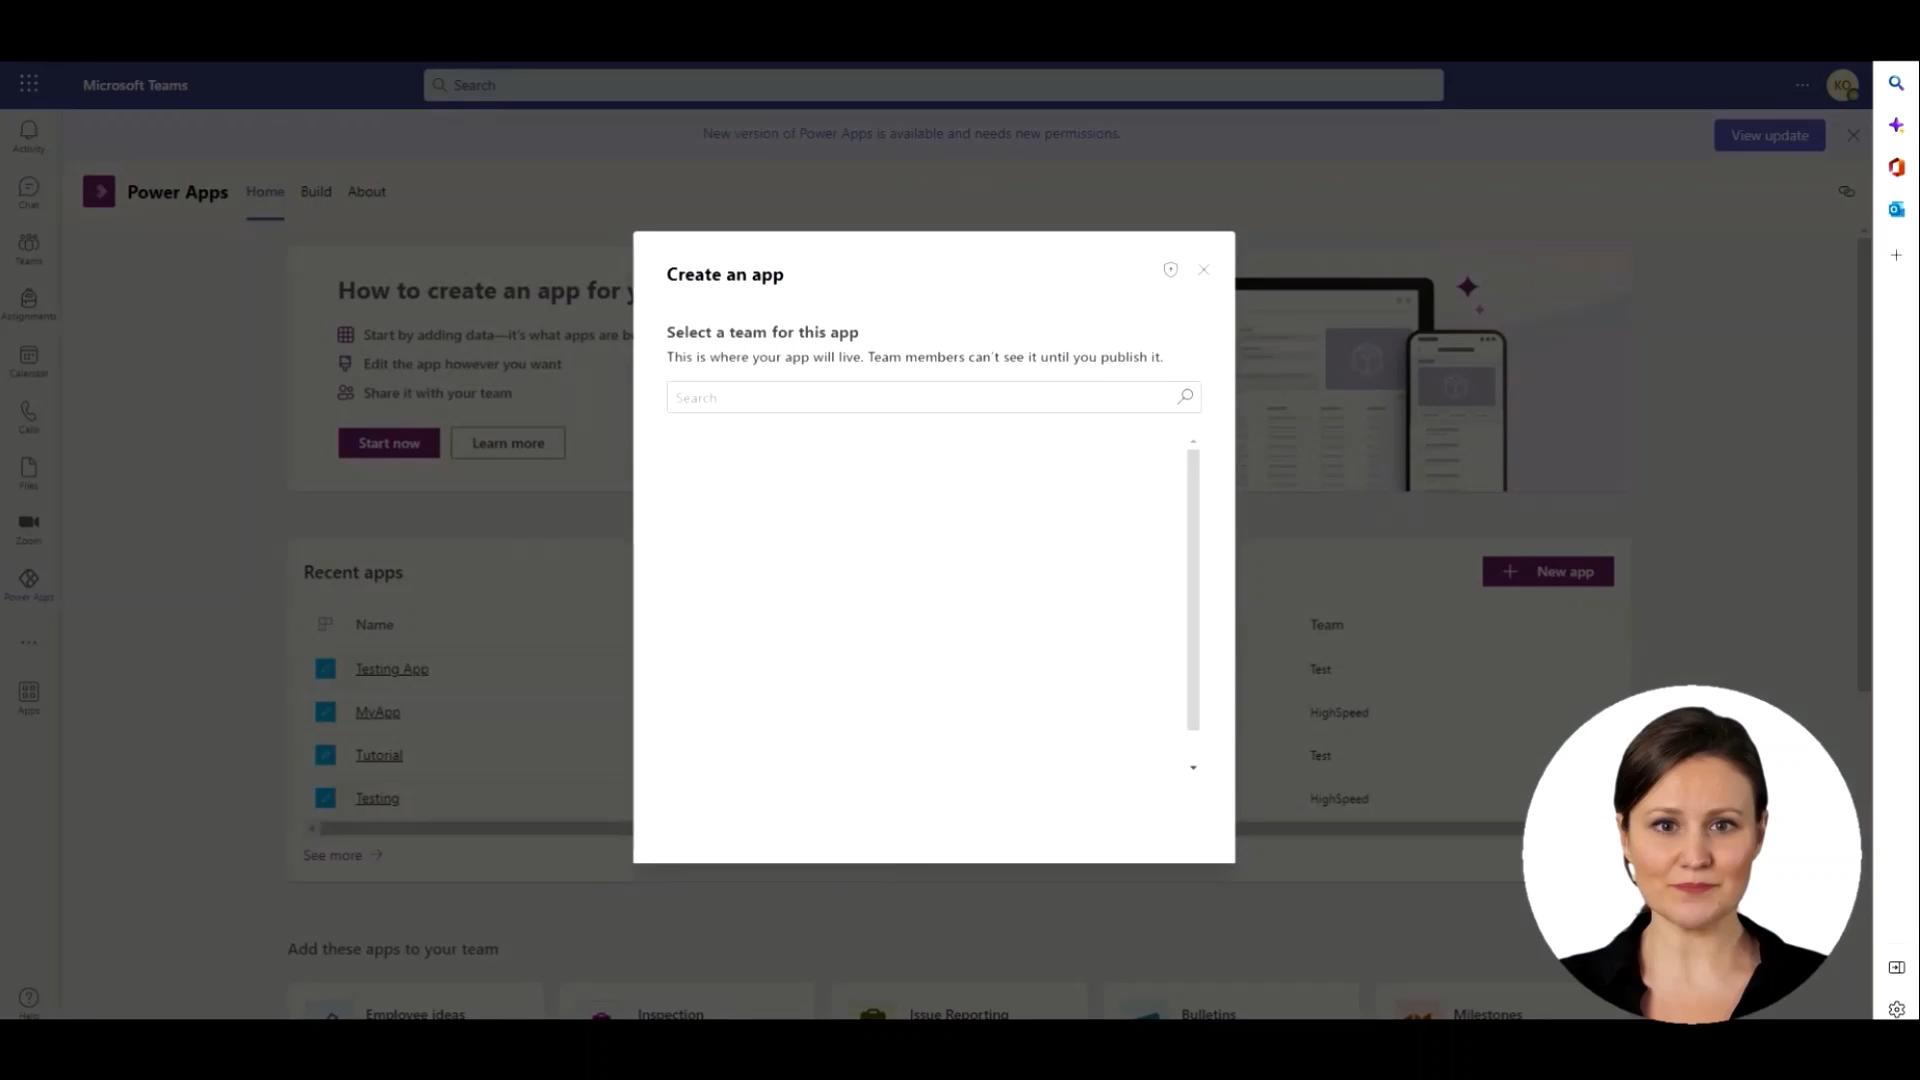 Microsoft Teams
Search
KO
New version of Power Apps is available and needs new permissions.
View update
Activity
Chat
Teams
Assignments
Calendar
Calls
Files
Zoom
Power Apps
Apps
Help
Power Apps
Home
Build
About
How to create an app for
Start by adding data—it's what apps are
Edit the app however you want
Share it with your team
Start now
Learn more
Create an app
Select a team for this app
This is where your app will live. Team members can't see it until you publish it.
Search
Recent apps
New app
Name
Team
Testing App
Test
MyApp
HighSpeed
Tutorial
Test
Testing
HighSpeed
See more
Add these apps to your team
Employee ideas
Inspection
Issue Reporting
Bulletins
Milestones